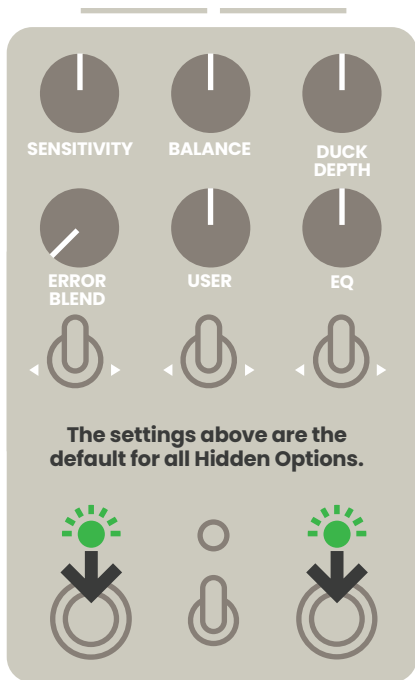 SENSITIVITY BALANCE DUCK
DEPTH
ERROR
BLEND USER EQ
The settings above are the
default for all Hidden Options.